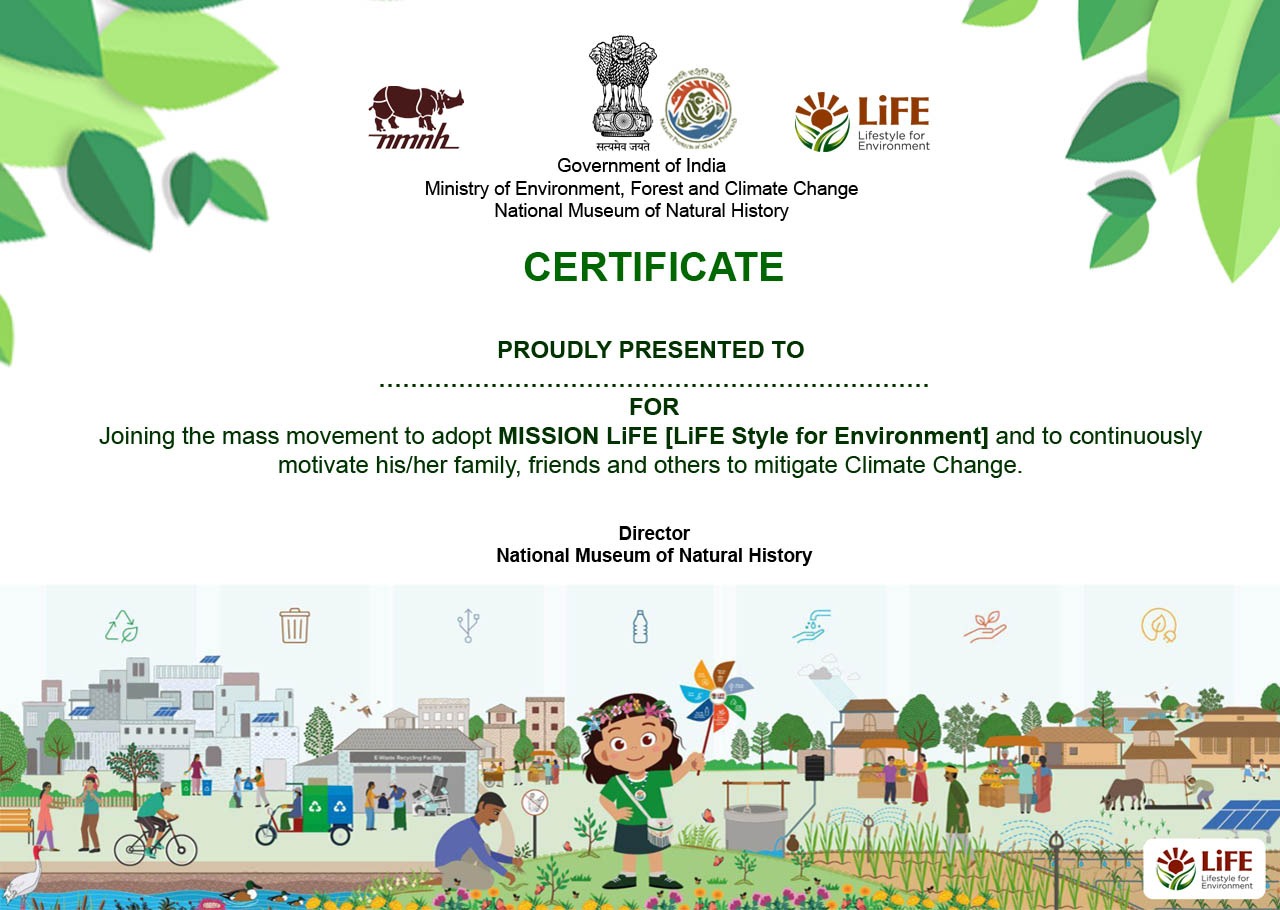 nmnh
सत्यमेव जयते
LiFE
Lifestyle for
Environment
Government of India
Ministry of Environment, Forest and Climate Change
National Museum of Natural History
CERTIFICATE
PROUDLY PRESENTED TO
.....................................................................
FOR
Joining the mass movement to adopt MISSION LiFE [LiFE Style for Environment] and to continuously
motivate his/her family, friends and others to mitigate Climate Change.
Director
National Museum of Natural History
E-Waste Recycling Facility
LiFE
Lifestyle for
Environment